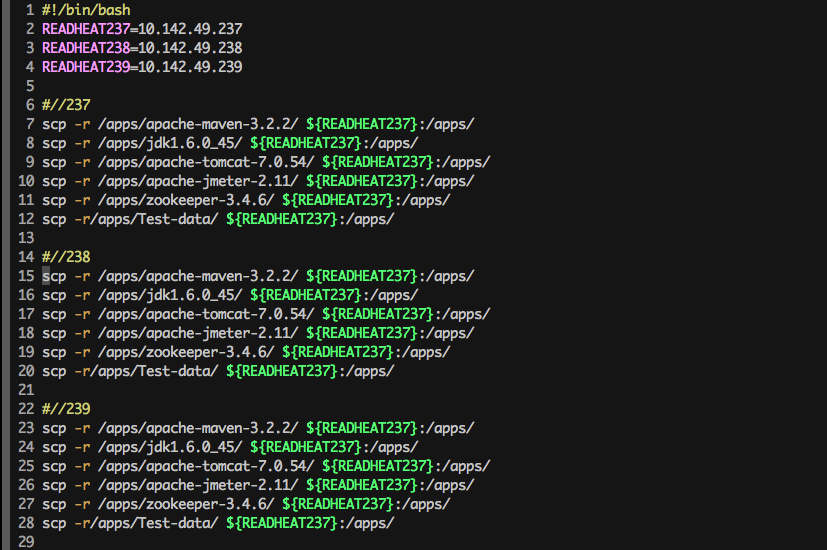 1 #!/bin/bash
2 READHEAT237=10.142.49.237
3 READHEAT238=10.142.49.238
4 READHEAT239=10.142.49.239
5
6 #//237
7 scp -r /apps/apache-maven-3.2.2/ ${READHEAT237}:/apps/
8 scp -r /apps/jdk1.6.0_45/ ${READHEAT237}:/apps/
9 scp -r /apps/apache-tomcat-7.0.54/ ${READHEAT237}:/apps/
10 scp -r /apps/apache-jmeter-2.11/ ${READHEAT237}:/apps/
11 scp -r /apps/zookeeper-3.4.6/ ${READHEAT237}:/apps/
12 scp -r/apps/Test-data/ ${READHEAT237}:/apps/
13
14 #//238
15 scp -r /apps/apache-maven-3.2.2/ ${READHEAT237}:/apps/
16 scp -r /apps/jdk1.6.0_45/ ${READHEAT237}:/apps/
17 scp -r /apps/apache-tomcat-7.0.54/ ${READHEAT237}:/apps/
18 scp -r /apps/apache-jmeter-2.11/ ${READHEAT237}:/apps/
19 scp -r /apps/zookeeper-3.4.6/ ${READHEAT237}:/apps/
20 scp -r/apps/Test-data/ ${READHEAT237}:/apps/
21
22 #//239
23 scp -r /apps/apache-maven-3.2.2/ ${READHEAT237}:/apps/
24 scp -r /apps/jdk1.6.0_45/ ${READHEAT237}:/apps/
25 scp -r /apps/apache-tomcat-7.0.54/ ${READHEAT237}:/apps/
26 scp -r /apps/apache-jmeter-2.11/ ${READHEAT237}:/apps/
27 scp -r /apps/zookeeper-3.4.6/ ${READHEAT237}:/apps/
28 scp -r/apps/Test-data/ ${READHEAT237}:/apps/
29